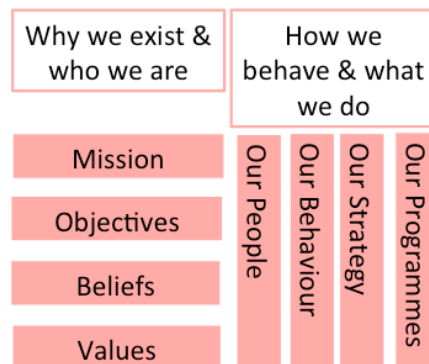 Why we exist &
who we are
How we
behave & what
we do
Mission
Objectives
Beliefs
Values
Our People
Our Behaviour
Our Strategy
Our Programmes